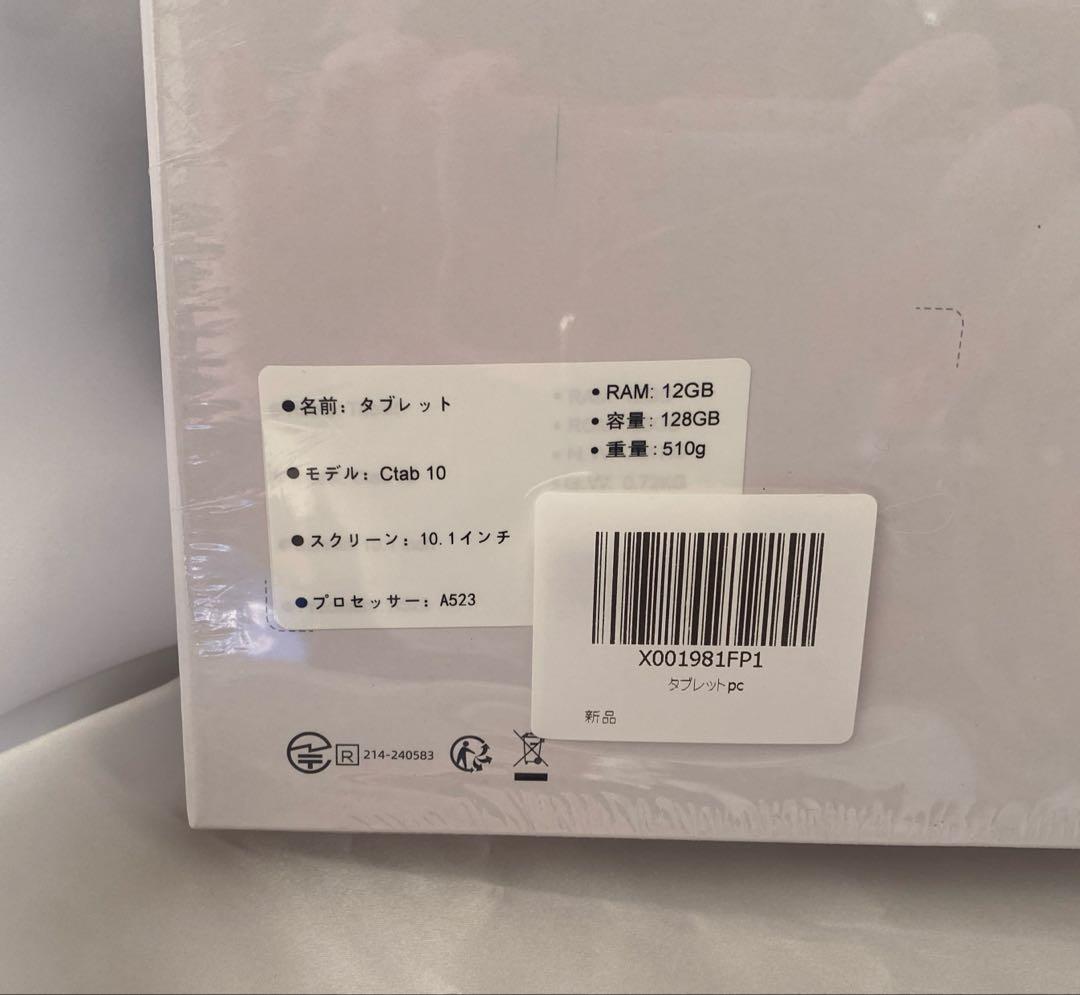 ●名前：タブレット
●モデル：Ctab 10
●スクリーン：10.1インチ
●プロセッサー：A523
• RAM: 12GB
• 容量: 128GB
• 重量: 510g
X001981FP1
タブレットpc
新品
R 214-240583